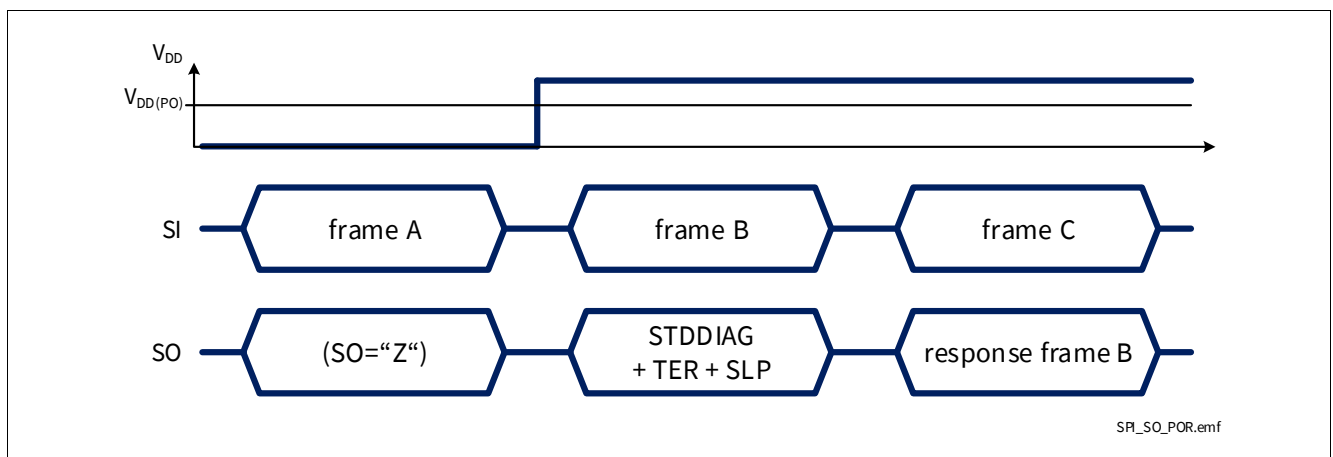 VDD
VDD(PO)
SI
frame A
frame B
frame C
SO
(SO=“Z“)
STDDIAG
+ TER + SLP
response frame B
SPI_SO_POR.emf